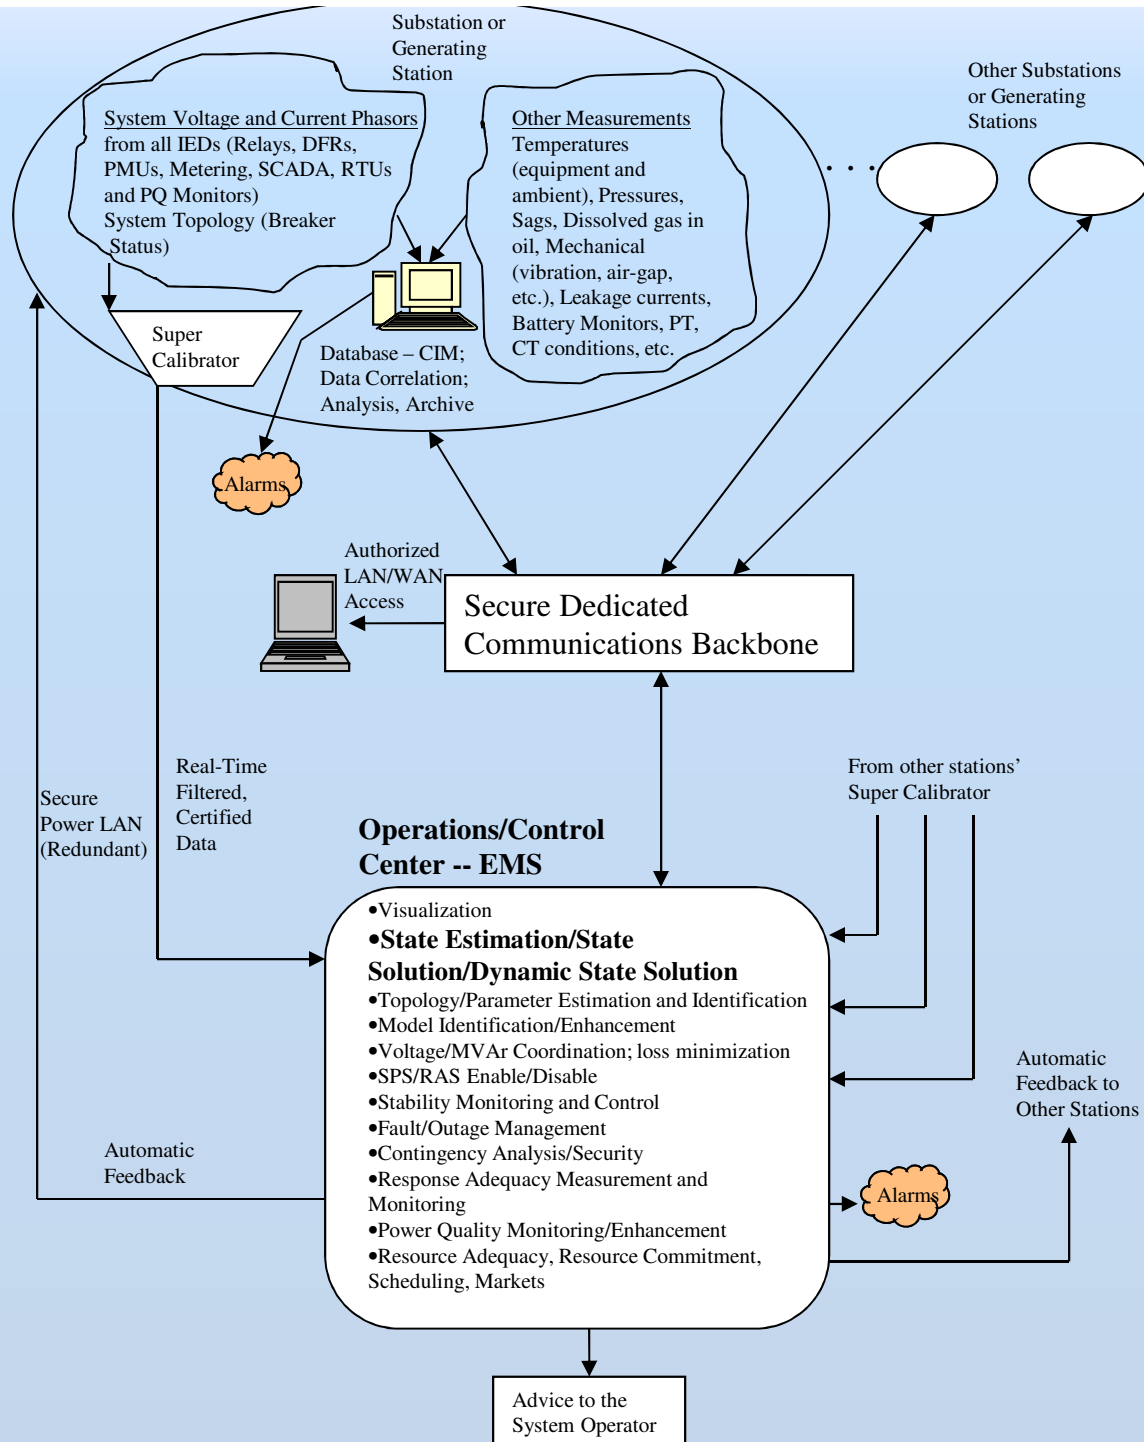 Substation or
Generating
Station
System Voltage and Current Phasors
from all IEDs (Relays, DFRs,
PMUs, Metering, SCADA, RTUs
and PQ Monitors)
System Topology (Breaker
Status)
Other Measurements
Temperatures
(equipment and
ambient), Pressures,
Sags, Dissolved gas in
oil, Mechanical
(vibration, air-gap,
etc.), Leakage currents,
Battery Monitors, PT,
CT conditions, etc.
Other Substations
or Generating
Stations
. . .
Super
Calibrator
Database – CIM;
Data Correlation;
Analysis, Archive
Alarms
Authorized
LAN/WAN
Access
Secure Dedicated
Communications Backbone
Secure
Power LAN
(Redundant)
Real-Time
Filtered,
Certified
Data
From other stations’
Super Calibrator
Operations/Control
Center -- EMS
•Visualization
•State Estimation/State
Solution/Dynamic State Solution
•Topology/Parameter Estimation and Identification
•Model Identification/Enhancement
•Voltage/MVAr Coordination; loss minimization
•SPS/RAS Enable/Disable
•Stability Monitoring and Control
•Fault/Outage Management
•Contingency Analysis/Security
•Response Adequacy Measurement and
Monitoring
•Power Quality Monitoring/Enhancement
•Resource Adequacy, Resource Commitment,
Scheduling, Markets
Automatic
Feedback
Automatic
Feedback to
Other Stations
Alarms
Advice to the
System Operator